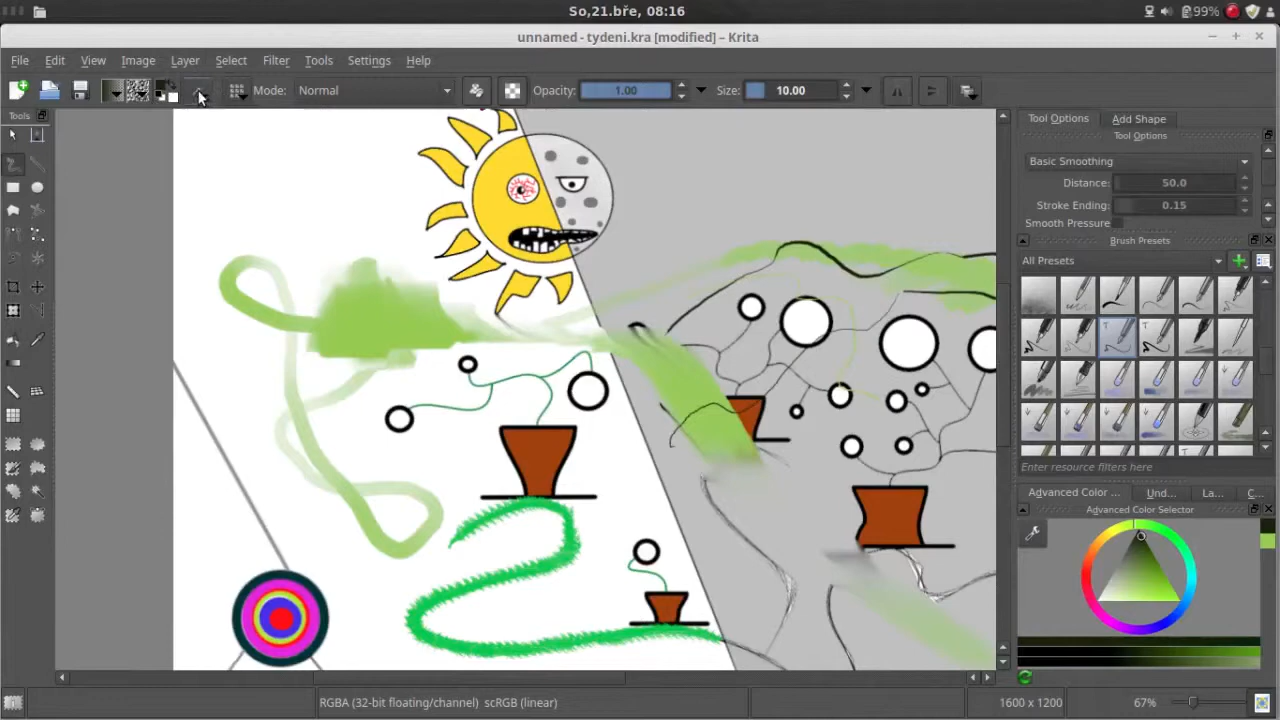 So,21.bře, 08:16
99%
unnamed - tydeni.kra [modified] – Krita
File Edit View Image Layer Select Filter Tools Settings Help
Mode: Normal Opacity: 1.00 Size: 10.00
Tools
Tool Options Add Shape
Tool Options
Basic Smoothing
Distance: 50.0
Stroke Ending: 0.15
Smooth Pressure
Brush Presets
All Presets
Enter resource filters here
Advanced Color ... Und... La... C...
Advanced Color Selector
RGBA (32-bit floating/channel) scRGB (linear)
1600 x 1200
67%